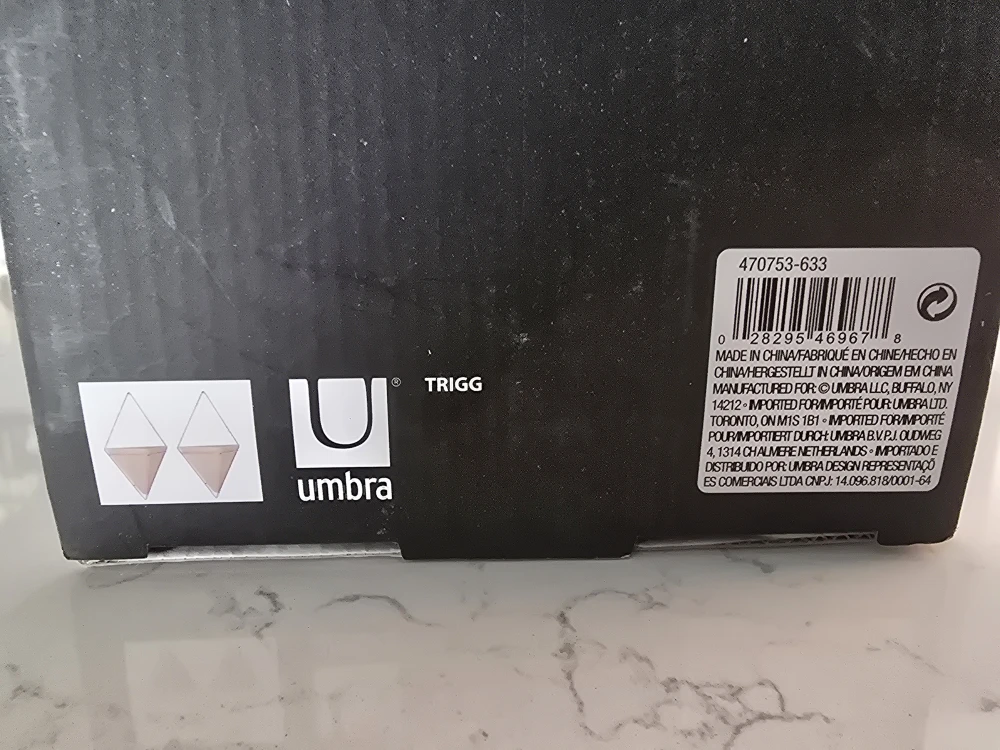 470753-633
0 28295 46967 8
MADE IN CHINA/FABRIQUÉ EN CHINE/HECHO EN
CHINA/HERGESTELLT IN CHINA/ORIGEM EM CHINA
MANUFACTURED FOR: © UMBRA LLC, BUFFALO, NY
14212 • IMPORTED FOR/IMPORTÉ POUR: UMBRA LTD.
TORONTO, ON M1S 1B1 • IMPORTED FOR/IMPORTÉ
POUR/IMPORTIERT DURCH: UMBRA B.V.P.J. OUDWEG
4, 1314 CHALMERE NETHERLANDS • IMPORTADO E
DISTRIBUIDO POR: UMBRA DESIGN REPRESENTAÇÕ
ES COMERCIAIS LTDA CNPJ: 14.096.818/0001-64
U®
umbra
TRIGG